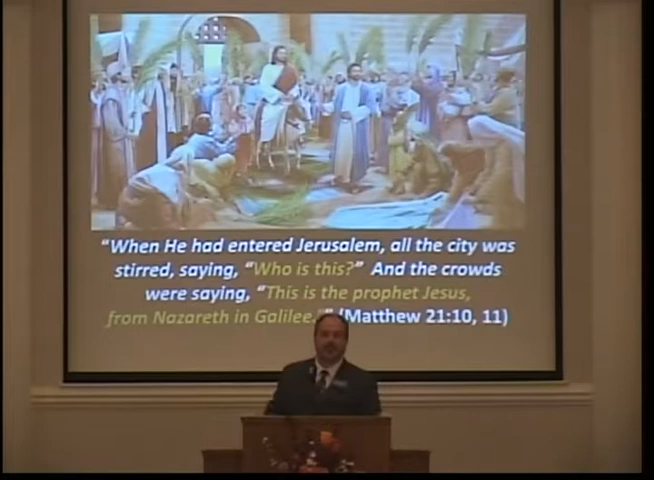 “When He had entered Jerusalem, all the city was
stirred, saying, “Who is this?” And the crowds
were saying, “This is the prophet Jesus,
from Nazareth in Galilee.”” (Matthew 21:10, 11)